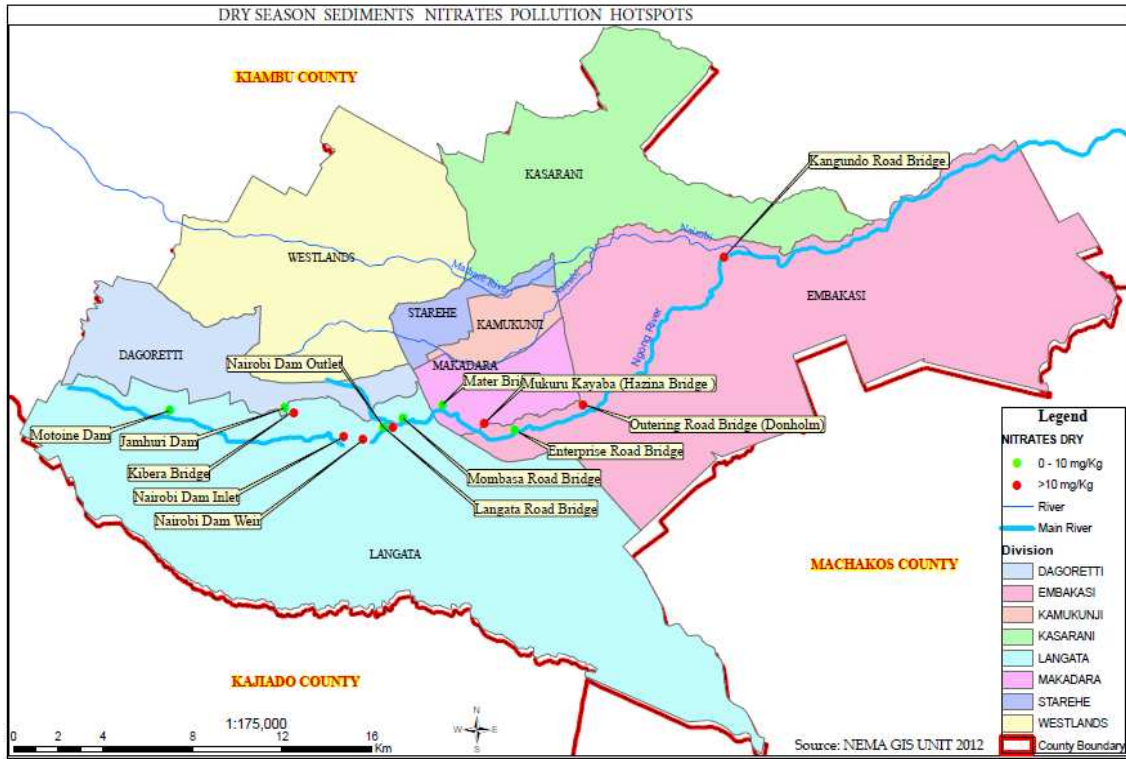 DRY SEASON SEDIMENTS NITRATES POLLUTION HOTSPOTS
KIAMBU COUNTY
KASARANI
Kangundo Road Bridge
WESTLANDS
Mathare River
Nairobi
Nairobi
STAREHE
KAMUKUNJI
EMBAKASI
Ngong River
DAGORETTI
Nairobi Dam Outlet
MAKADARA
Mater Bri
Mukuru Kayaba (Hazina Bridge )
Motoine Dam
Jamhuri Dam
Outering Road Bridge (Donholm)
Kibera Bridge
Enterprise Road Bridge
Nairobi Dam Inlet
Mombasa Road Bridge
Nairobi Dam Weir
Langata Road Bridge
LANGATA
MACHAKOS COUNTY
KAJIADO COUNTY
1:175,000
0 2 4 8 12 16
Km
N
W E
S
Source: NEMA GIS UNIT 2012
Legend
NITRATES DRY
0 - 10 mg/Kg
>10 mg/Kg
River
Main River
Division
DAGORETTI
EMBAKASI
KAMUKUNJI
KASARANI
LANGATA
MAKADARA
STAREHE
WESTLANDS
County Boundary